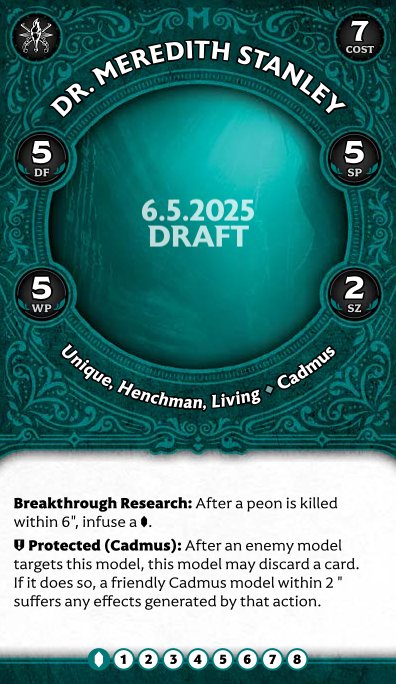 7
COST
DR. MEREDITH STANLEY
5
DF
5
SP
6.5.2025
DRAFT
5
WP
2
SZ
Unique, Henchman, Living ⬥ Cadmus
Breakthrough Research: After a peon is killed
within 6", infuse a ⬮.
Protected (Cadmus): After an enemy model
targets this model, this model may discard a card.
If it does so, a friendly Cadmus model within 2 "
suffers any effects generated by that action.
1 2 3 4 5 6 7 8